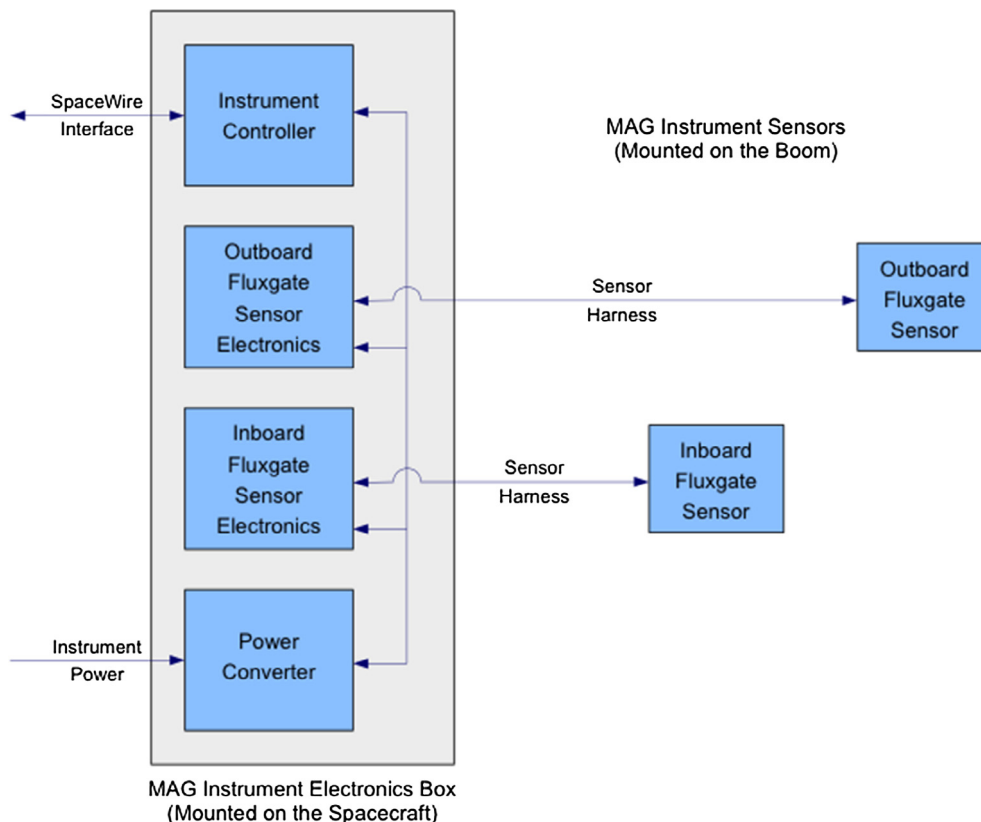 SpaceWire
Interface
Instrument
Controller
MAG Instrument Sensors
(Mounted on the Boom)
Outboard
Fluxgate
Sensor
Electronics
Sensor
Harness
Outboard
Fluxgate
Sensor
Inboard
Fluxgate
Sensor
Electronics
Sensor
Harness
Inboard
Fluxgate
Sensor
Instrument
Power
Power
Converter
MAG Instrument Electronics Box
(Mounted on the Spacecraft)